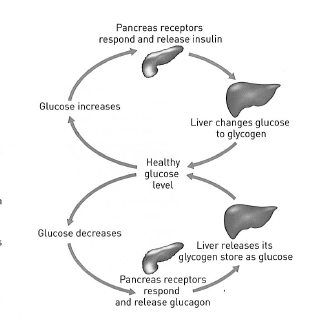 Pancreas receptors
respond and release insulin
Glucose increases
Liver changes glucose
to glycogen
Healthy
glucose
level
Glucose decreases
Liver releases its
glycogen store as glucose
Pancreas receptors
respond
and release glucagon